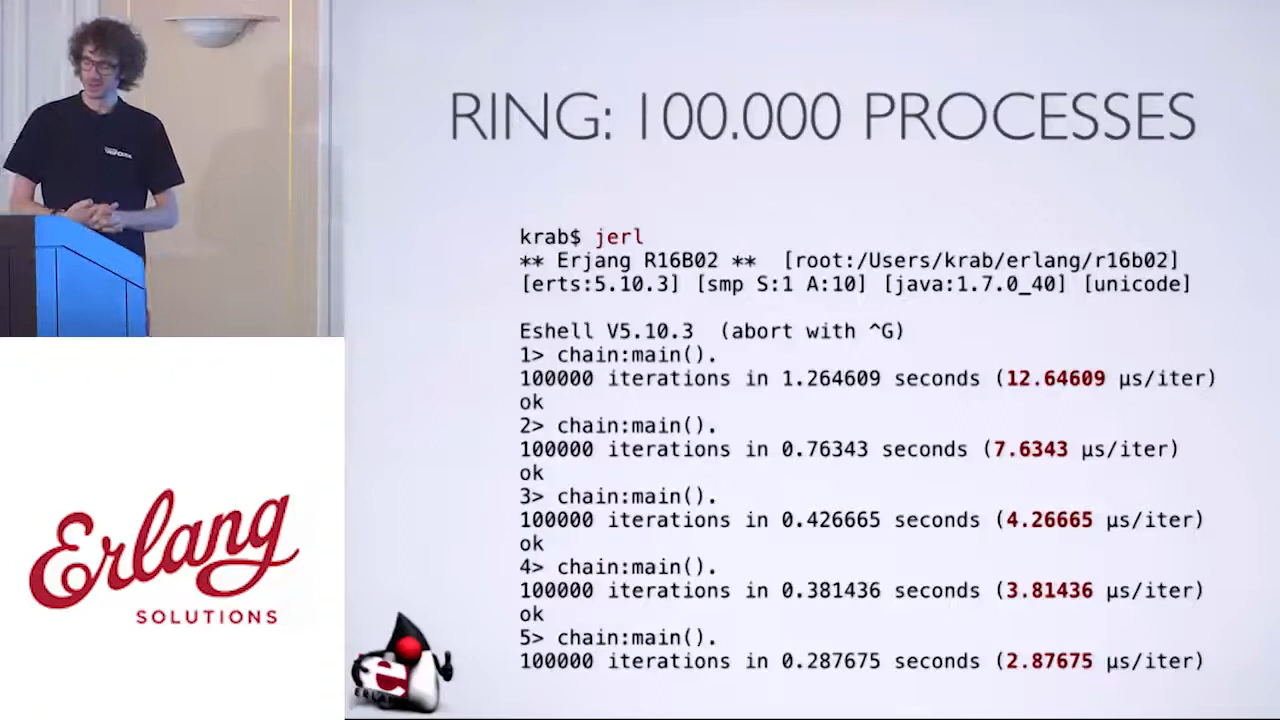 RING: 100.000 PROCESSES
krab$ jerl
** Erjang R16B02 **  [root:/Users/krab/erlang/r16b02]
[erts:5.10.3] [smp S:1 A:10] [java:1.7.0_40] [unicode]
Eshell V5.10.3  (abort with ^G)
1> chain:main().
100000 iterations in 1.264609 seconds (12.64609 μs/iter)
ok
2> chain:main().
100000 iterations in 0.76343 seconds (7.6343 μs/iter)
ok
3> chain:main().
100000 iterations in 0.426665 seconds (4.26665 μs/iter)
ok
4> chain:main().
100000 iterations in 0.381436 seconds (3.81436 μs/iter)
ok
5> chain:main().
100000 iterations in 0.287675 seconds (2.87675 μs/iter)
Erlang
SOLUTIONS